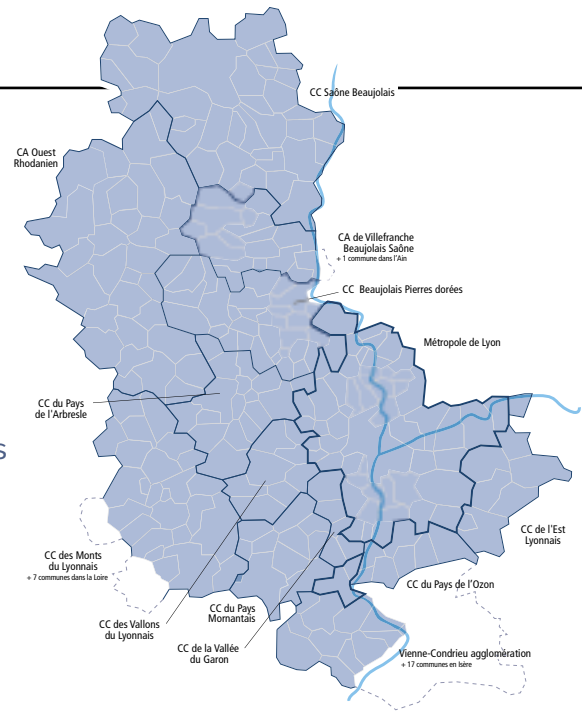 CC Saône Beaujolais
CA Ouest
Rhodanien
CA de Villefranche
Beaujolais Saône
+ 1 commune dans l'Ain
CC Beaujolais Pierres dorées
Métropole de Lyon
CC du Pays
de l'Arbresle
s
CC de l'Est
Lyonnais
CC des Monts
du Lyonnais
+ 7 communes dans la Loire
CC du Pays de l'Ozon
CC du Pays
Mornantais
CC des Vallons
du Lyonnais
CC de la Vallée
du Garon
Vienne-Condrieu agglomération
+ 17 communes en Isère